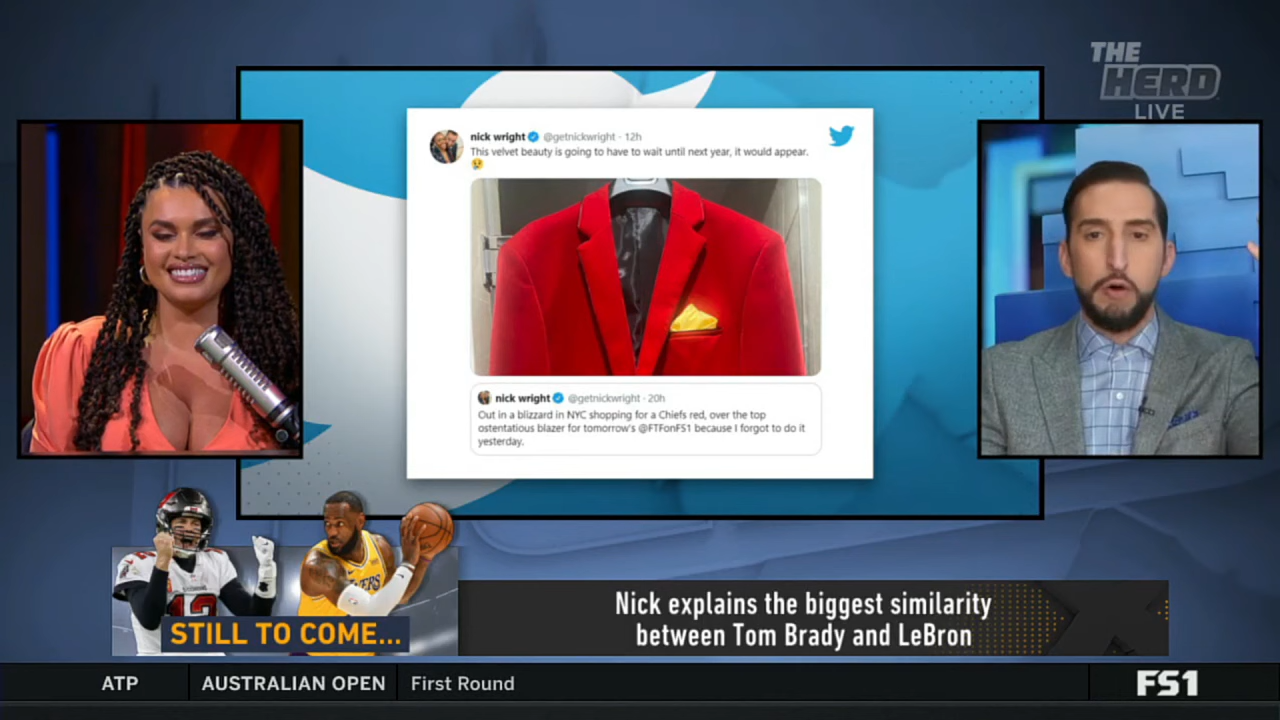 THE
HERD
LIVE
nick wright @getnickwright · 12h
This velvet beauty is going to have to wait until next year, it would appear.
😢
nick wright @getnickwright · 20h
Out in a blizzard in NYC shopping for a Chiefs red, over the top
ostentatious blazer for tomorrow's @FTFonFS1 because I forgot to do it
yesterday.
12
STILL TO COME...
Nick explains the biggest similarity
between Tom Brady and LeBron
ATP AUSTRALIAN OPEN First Round
FS1